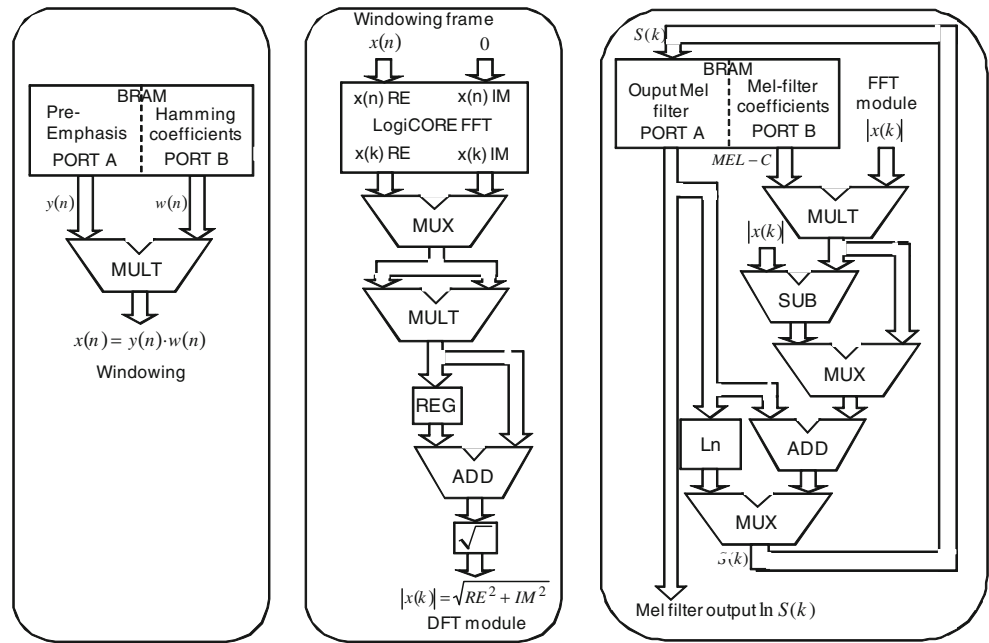 BRAM
Pre-
Emphasis
PORT A
Hamming
coefficients
PORT B
y(n)
w(n)
MULT
x(n) = y(n)·w(n)
Windowing
Windowing frame
x(n)
0
x(n) RE
x(n) IM
LogiCORE FFT
x(k) RE
x(k) IM
MUX
MULT
REG
ADD
√
|x(k)| = √RE² + IM²
DFT module
S(k)
BRAM
Ouput Mel
filter
PORT A
Mel-filter
coefficients
PORT B
FFT
module
|x(k)|
MEL – C
MULT
|x(k)|
SUB
MUX
Ln
ADD
MUX
S(k)
Mel filter output ln S(k)